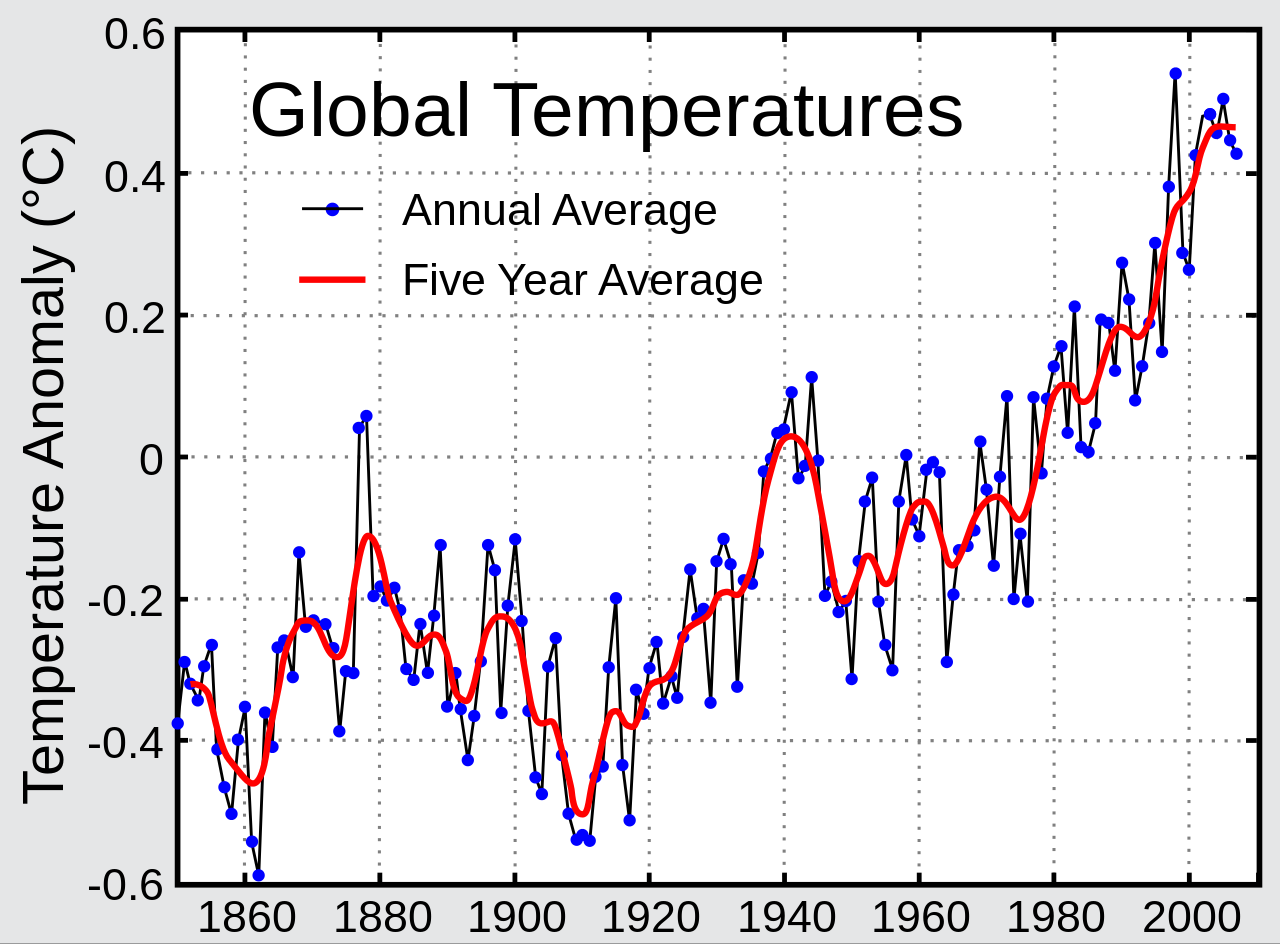 Global Temperatures
Annual Average
Five Year Average
Temperature Anomaly (°C)
0.6
0.4
0.2
0
-0.2
-0.4
-0.6
1860 1880 1900 1920 1940 1960 1980 2000